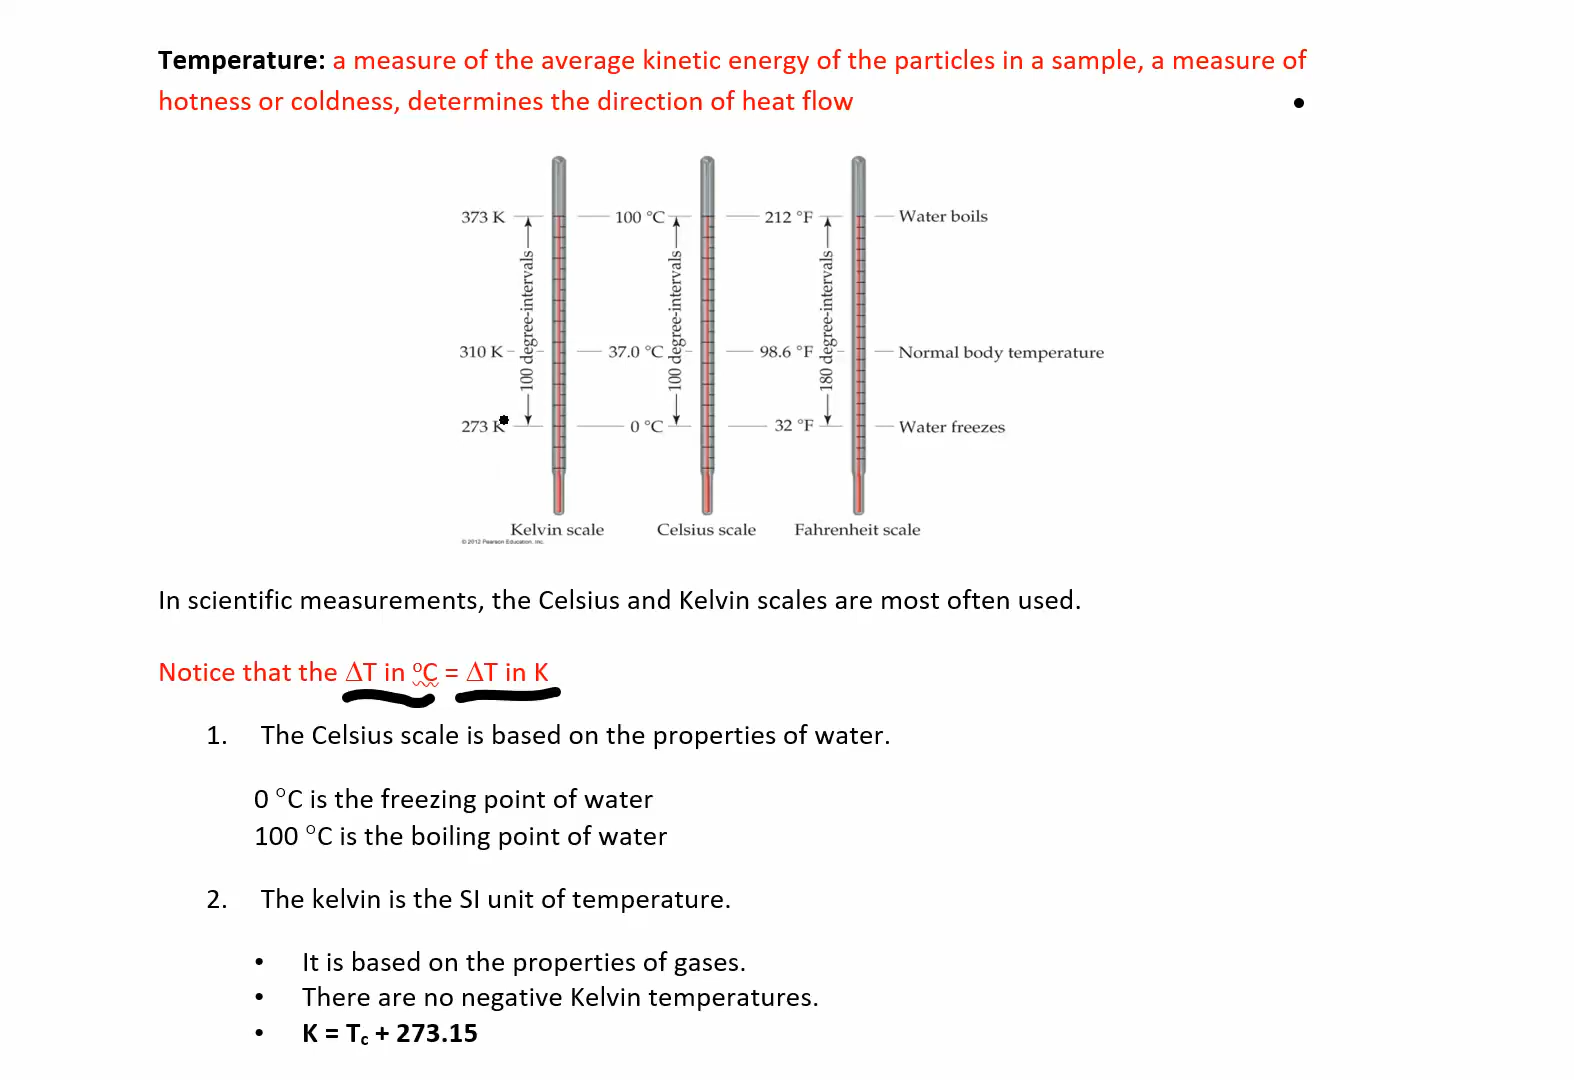 Temperature: a measure of the average kinetic energy of the particles in a sample, a measure of
hotness or coldness, determines the direction of heat flow
373 K
100 °C
212 °F
Water boils
100 degree-intervals
100 degree-intervals
180 degree-intervals
310 K
37.0 °C
98.6 °F
Normal body temperature
273 K
0 °C
32 °F
Water freezes
Kelvin scale
Celsius scale
Fahrenheit scale
© 2012 Pearson Education, Inc.
In scientific measurements, the Celsius and Kelvin scales are most often used.
Notice that the ΔT in °C = ΔT in K
1. The Celsius scale is based on the properties of water.
0 °C is the freezing point of water
100 °C is the boiling point of water
2. The kelvin is the SI unit of temperature.
• It is based on the properties of gases.
• There are no negative Kelvin temperatures.
• K = Tc + 273.15